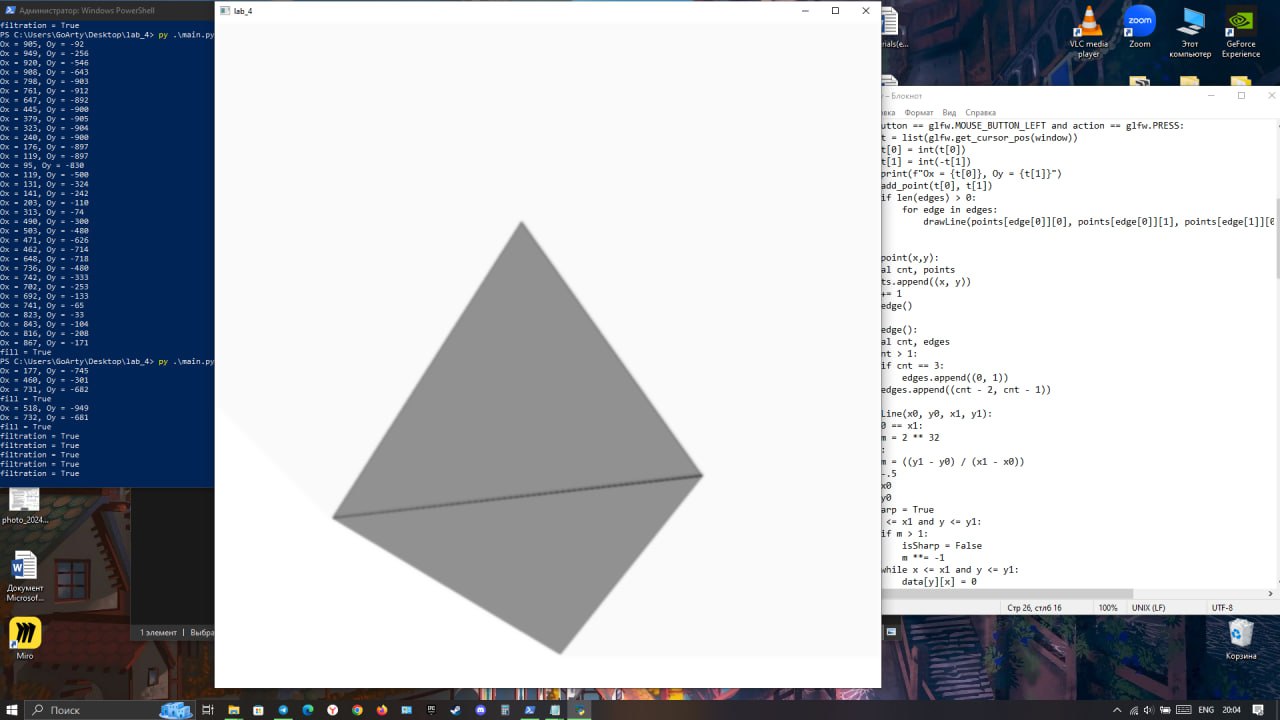 Администратор: Windows PowerShell
filtration = True
PS C:\Users\GoArty\Desktop\lab_4> py .\main.py
Ox = 905, Oy = -92
Ox = 949, Oy = -256
Ox = 920, Oy = -546
Ox = 908, Oy = -643
Ox = 798, Oy = -903
Ox = 761, Oy = -912
Ox = 647, Oy = -892
Ox = 445, Oy = -900
Ox = 379, Oy = -905
Ox = 323, Oy = -904
Ox = 240, Oy = -900
Ox = 176, Oy = -897
Ox = 119, Oy = -897
Ox = 95, Oy = -830
Ox = 119, Oy = -500
Ox = 131, Oy = -324
Ox = 141, Oy = -242
Ox = 203, Oy = -110
Ox = 313, Oy = -74
Ox = 490, Oy = -300
Ox = 503, Oy = -480
Ox = 471, Oy = -626
Ox = 462, Oy = -714
Ox = 648, Oy = -718
Ox = 736, Oy = -480
Ox = 742, Oy = -333
Ox = 702, Oy = -253
Ox = 692, Oy = -133
Ox = 741, Oy = -65
Ox = 823, Oy = -33
Ox = 843, Oy = -104
Ox = 816, Oy = -208
Ox = 867, Oy = -171
fill = True
PS C:\Users\GoArty\Desktop\lab_4> py .\main.py
Ox = 177, Oy = -745
Ox = 460, Oy = -301
Ox = 731, Oy = -682
fill = True
Ox = 518, Oy = -949
Ox = 732, Oy = -681
fill = True
filtration = True
filtration = True
filtration = True
filtration = True
filtration = True
lab_4
VLC media
player
Zoom
zoom
Этот
компьютер
GeForce
Experience
– Блокнот
Формат Вид Справка
utton == glfw.MOUSE_BUTTON_LEFT and action == glfw.PRESS:
t = list(glfw.get_cursor_pos(window))
t[0] = int(t[0])
t[1] = int(-t[1])
print(f"Ox = {t[0]}, Oy = {t[1]}")
add_point(t[0], t[1])
if len(edges) > 0:
for edge in edges:
drawLine(points[edge[0]][0], points[edge[0]][1], points[edge[1]][0
point(x,y):
al cnt, points
ts.append((x, y))
+= 1
edge()
edge():
al cnt, edges
nt > 1:
if cnt == 3:
edges.append((0, 1))
edges.append((cnt - 2, cnt - 1))
Line(x0, y0, x1, y1):
0 == x1:
m = 2 ** 32
:
m = ((y1 - y0) / (x1 - x0))
-.5
x0
y0
arp = True
<= x1 and y <= y1:
if m > 1:
isSharp = False
m **= -1
while x <= x1 and y <= y1:
data[y][x] = 0
Стр 26, стлб 16 100% UNIX (LF) UTF-8
photo_2024...
Документ
Microsof...
Miro
1 элемент
Выбра
Корзина
Поиск
ENG 20:04